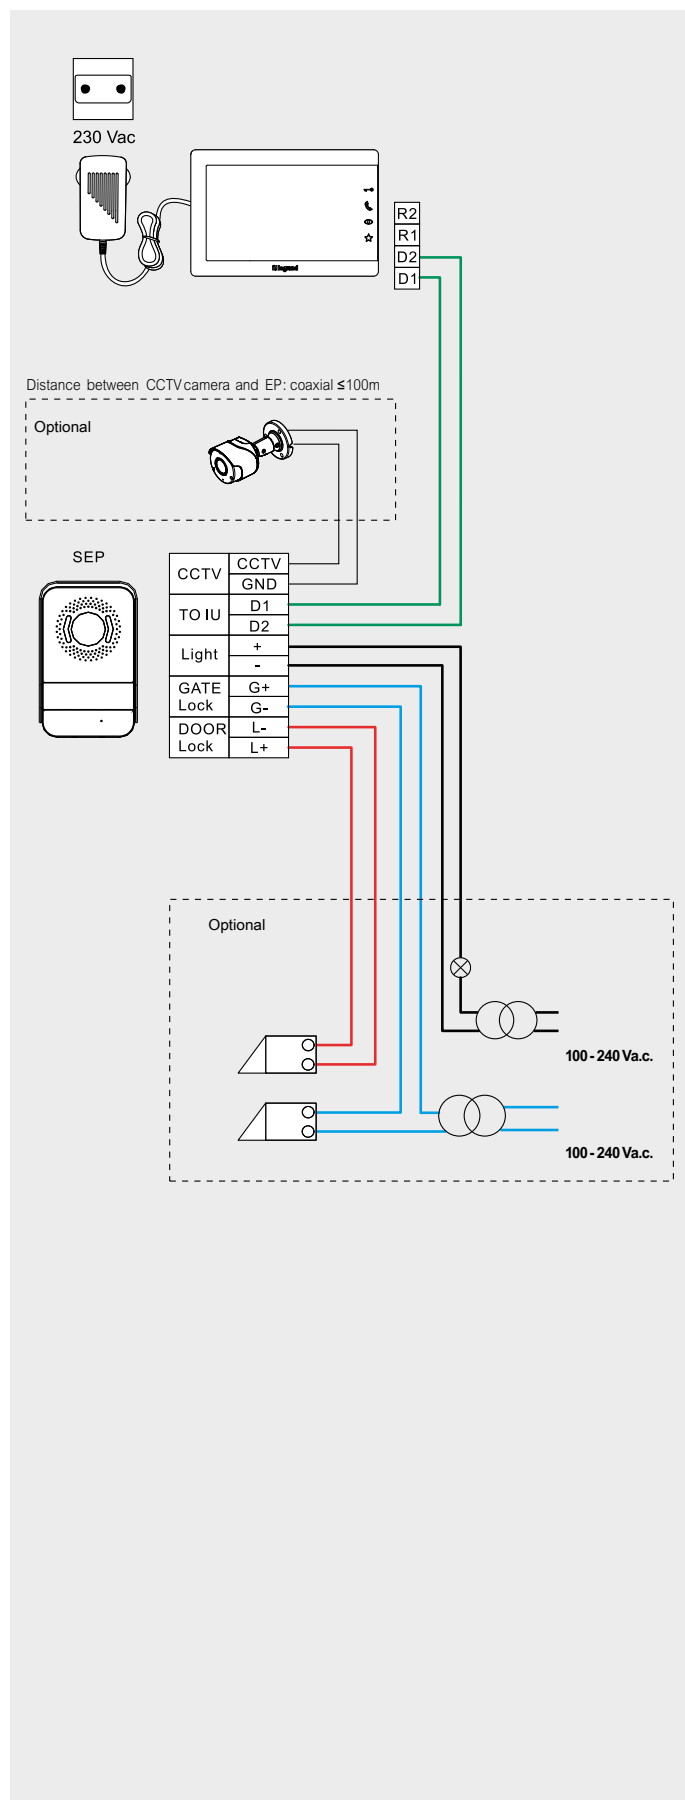 230 Vac
legrand
R2
R1
D2
D1
Distance between CCTV camera and EP: coaxial ≤100m
Optional
SEP
CCTV
CCTV
GND
TO IU
D1
D2
Light
+
-
GATE
Lock
G+
G-
DOOR
Lock
L-
L+
Optional
100 - 240 Va.c.
100 - 240 Va.c.